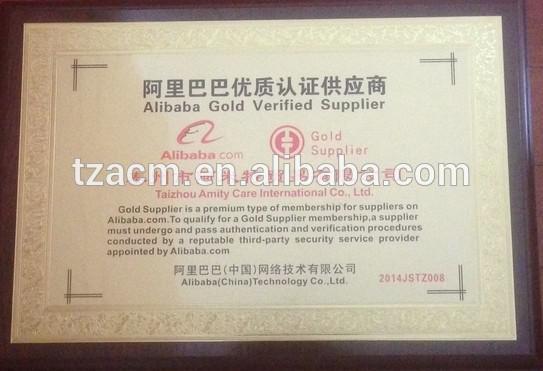 阿里巴巴优质认证供应商
Alibaba Gold Verified Supplier
Alibaba.com
Gold
Supplier
tzacm.en.alibaba.com
Taizhou Amity Care International Co., Ltd.
Gold Supplier is a premium type of membership for suppliers on
Alibaba.com.To qualify for a Gold Supplier membership,a supplier
must undergo and pass authentication and verification procedures
conducted by a reputable third-party security service provider
appointed by Alibaba.com
阿里巴巴(中国)网络技术有限公司
Alibaba(China)Technology Co.,Ltd.
2014JSTZ008